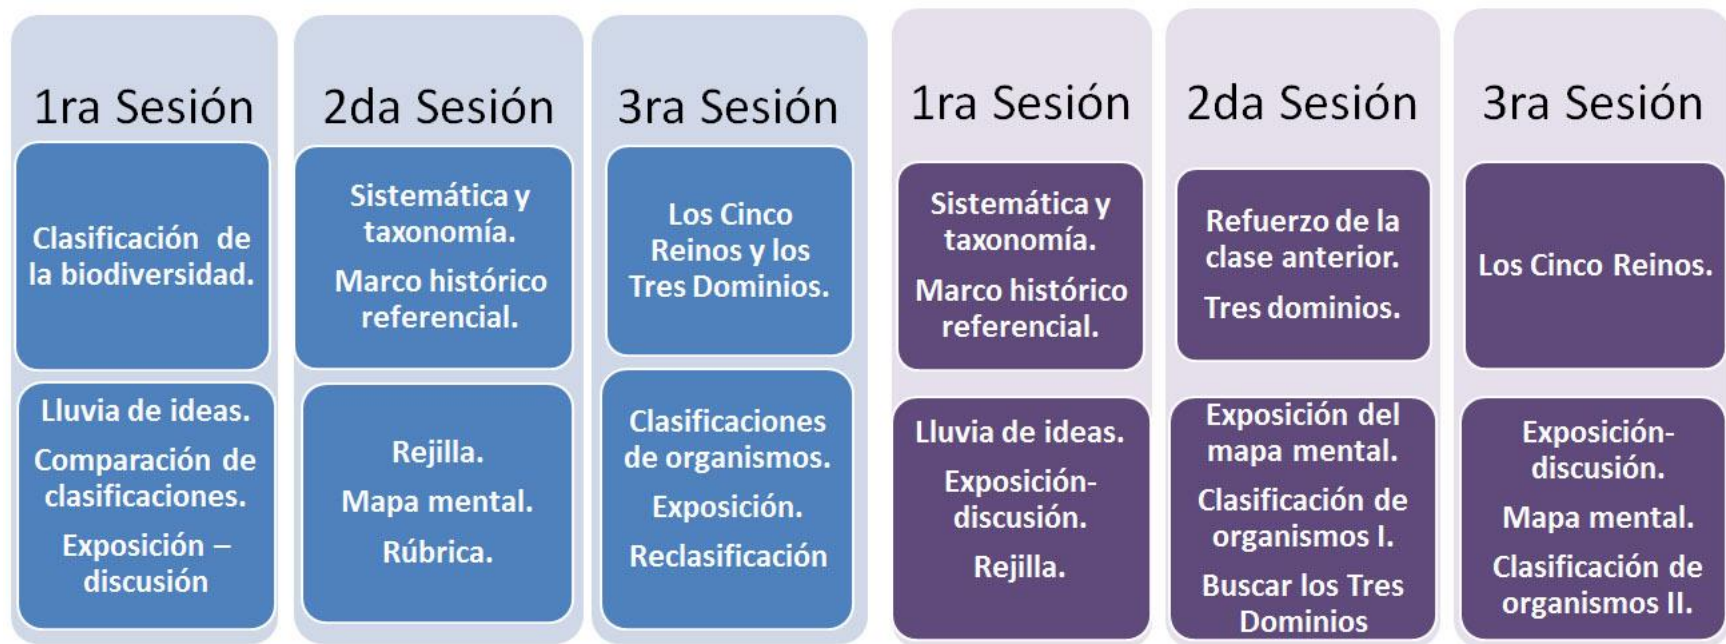 1ra Sesión
Clasificación de
la biodiversidad.
Lluvia de ideas.
Comparación de
clasificaciones.
Exposición –
discusión
2da Sesión
Sistemática y
taxonomía.
Marco histórico
referencial.
Rejilla.
Mapa mental.
Rúbrica.
3ra Sesión
Los Cinco
Reinos y los
Tres Dominios.
Clasificaciones
de organismos.
Exposición.
Reclasificación
1ra Sesión
Sistemática y
taxonomía.
Marco histórico
referencial.
Lluvia de ideas.
Exposición-
discusión.
Rejilla.
2da Sesión
Refuerzo de la
clase anterior.
Tres dominios.
Exposición del
mapa mental.
Clasificación de
organismos I.
Buscar los Tres
Dominios
3ra Sesión
Los Cinco Reinos.
Exposición-
discusión.
Mapa mental.
Clasificación de
organismos II.